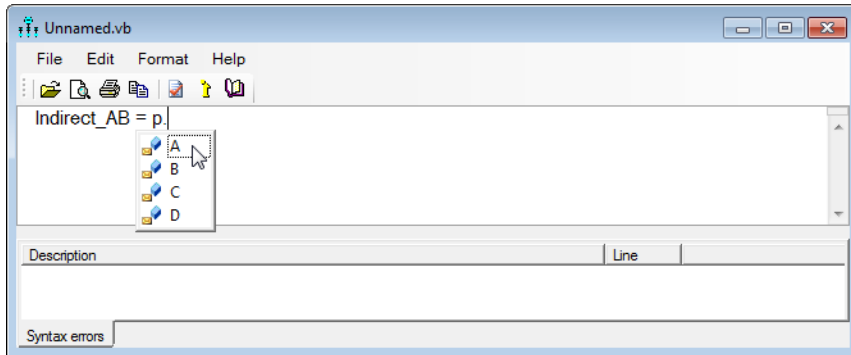 Unnamed.vb
File Edit Format Help
Indirect_AB = p.
A
B
C
D
Description Line
Syntax errors